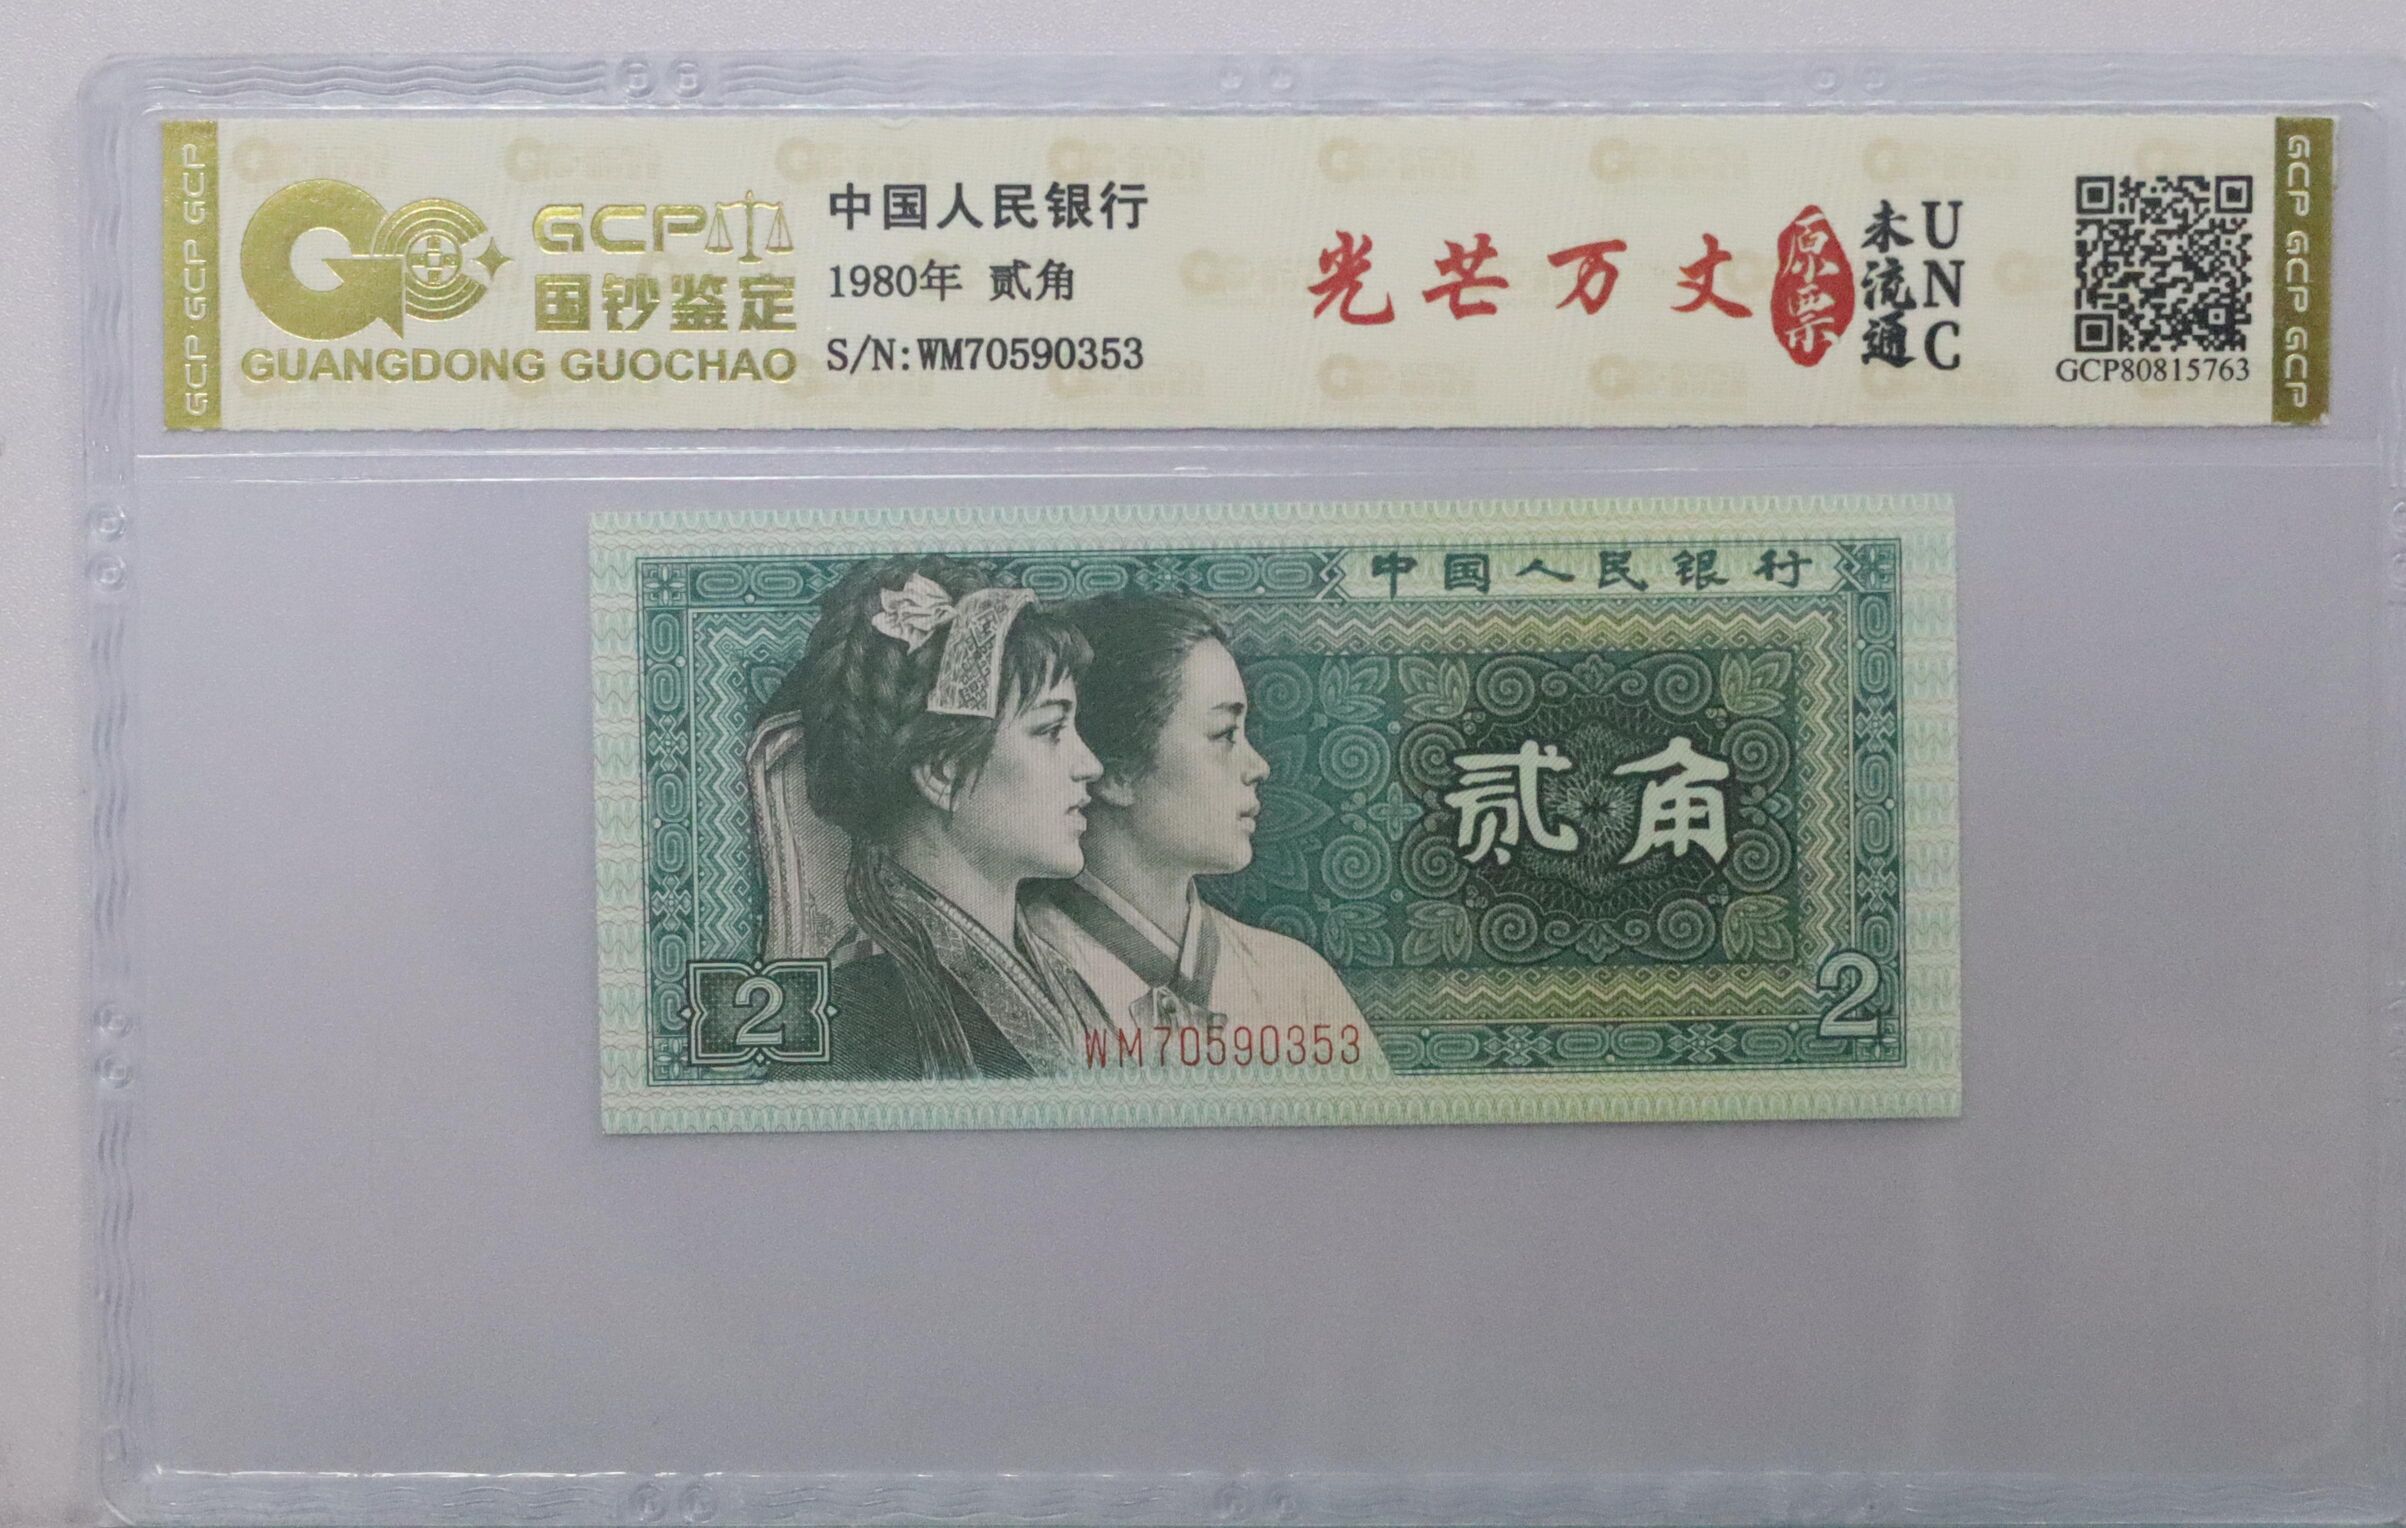 GCP GCP GCP
GCP
国钞鉴定
GUANGDONG GUOCHAO
中国人民银行
1980年 贰角
S/N:WM70590353
光芒万丈
原票
未流通
UNC
GCP80815763
GCP GCP GCP
中国人民银行
贰角
2
2
WM70590353